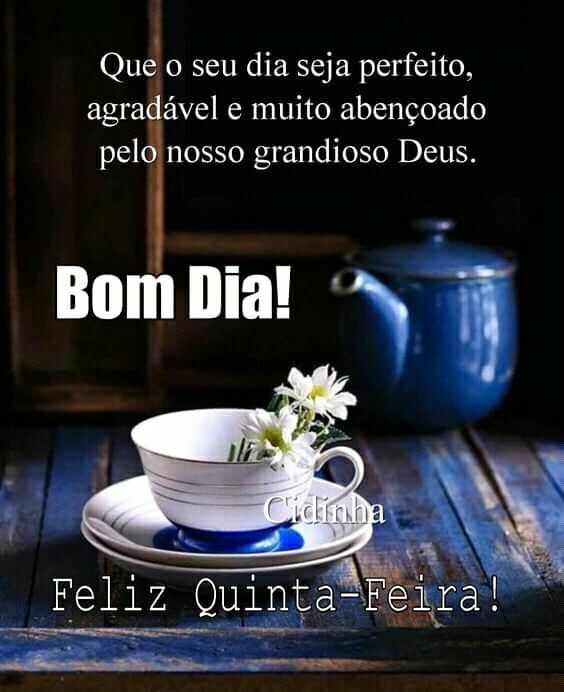 Que o seu dia seja perfeito,
agradável e muito abençoado
pelo nosso grandioso Deus.
Bom Dia!
Cidinha
Feliz Quinta-Feira!